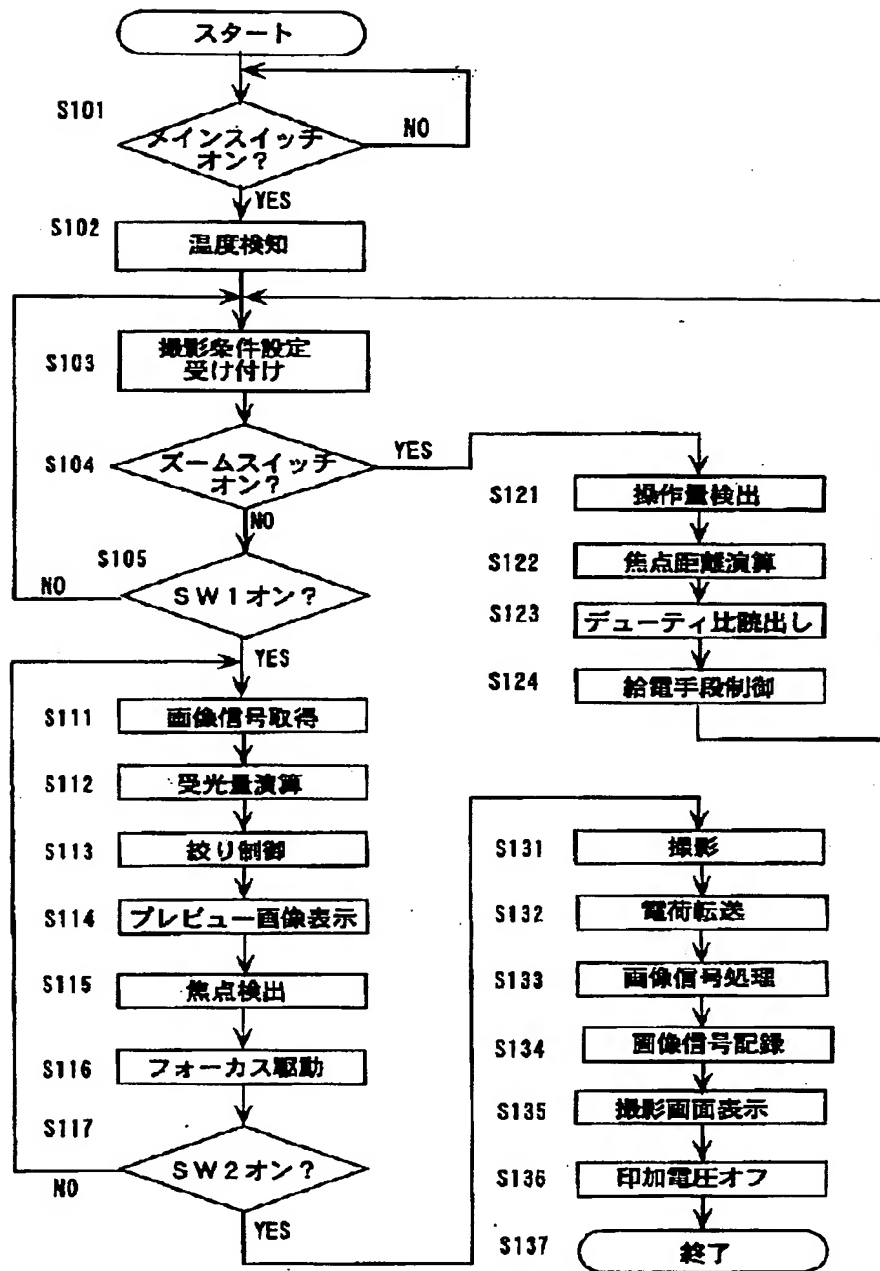 スタート
S101
メインスイッチ
オン?
NO
YES
S102
温度検知
S103
撮影条件設定
受け付け
S104
ズームスイッチ
オン?
YES
NO
S105
SW1オン?
NO
YES
S111
画像信号取得
S112
受光量演算
S113
絞り制御
S114
プレビュー画像表示
S115
焦点検出
S116
フォーカス駆動
S117
SW2オン?
NO
YES
S121
操作量検出
S122
焦点距離演算
S123
デューティ比読出し
S124
給電手段制御
S131
撮影
S132
電荷転送
S133
画像信号処理
S134
画像信号記録
S135
撮影画面表示
S136
印加電圧オフ
S137
終了